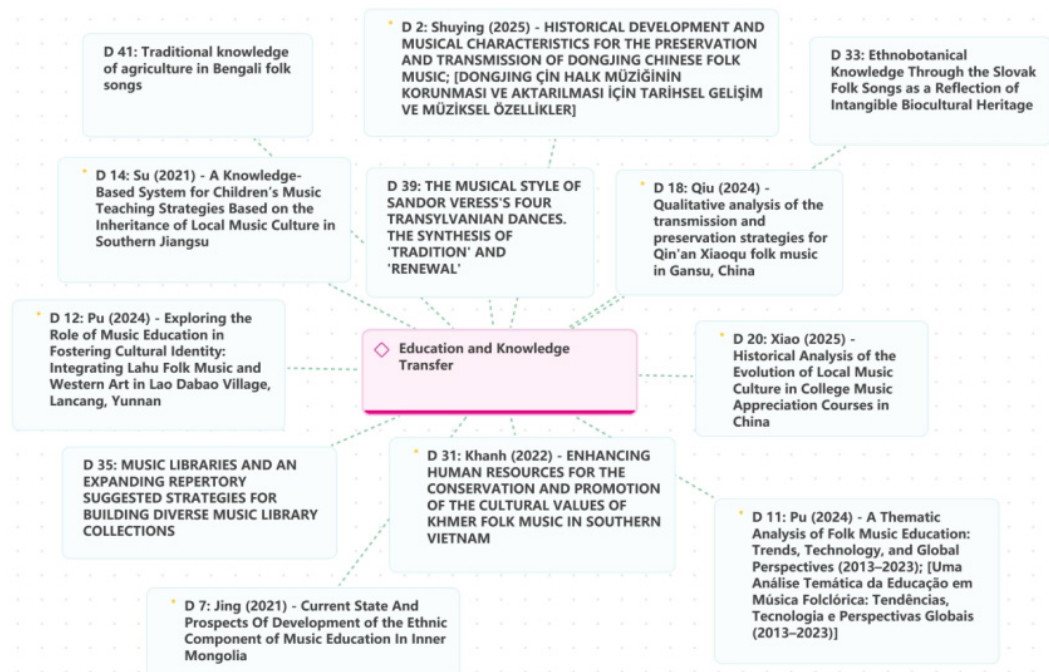 D 41: Traditional knowledge
of agriculture in Bengali folk
songs
D 2: Shuying (2025) - HISTORICAL DEVELOPMENT AND
MUSICAL CHARACTERISTICS FOR THE PRESERVATION
AND TRANSMISSION OF DONGJING CHINESE FOLK
MUSIC; [DONGJING ÇİN HALK MÜZİĞİNİN
KORUNMASI VE AKTARILMASI İÇİN TARİHSEL GELİŞİM
VE MÜZİKSEL ÖZELLİKLER]
D 33: Ethnobotanical
Knowledge Through the Slovak
Folk Songs as a Reflection of
Intangible Biocultural Heritage
D 14: Su (2021) - A Knowledge-
Based System for Children's Music
Teaching Strategies Based on the
Inheritance of Local Music Culture in
Southern Jiangsu
D 39: THE MUSICAL STYLE OF
SANDOR VERESS'S FOUR
TRANSYLVANIAN DANCES.
THE SYNTHESIS OF
'TRADITION' AND
'RENEWAL'
D 18: Qiu (2024) -
Qualitative analysis of the
transmission and
preservation strategies for
Qin'an Xiaoqu folk music
in Gansu, China
D 12: Pu (2024) - Exploring the
Role of Music Education in
Fostering Cultural Identity:
Integrating Lahu Folk Music and
Western Art in Lao Dabao Village,
Lancang, Yunnan
Education and Knowledge
Transfer
D 20: Xiao (2025) -
Historical Analysis of the
Evolution of Local Music
Culture in College Music
Appreciation Courses in
China
D 35: MUSIC LIBRARIES AND AN
EXPANDING REPERTORY
SUGGESTED STRATEGIES FOR
BUILDING DIVERSE MUSIC LIBRARY
COLLECTIONS
D 31: Khanh (2022) - ENHANCING
HUMAN RESOURCES FOR THE
CONSERVATION AND PROMOTION
OF THE CULTURAL VALUES OF
KHMER FOLK MUSIC IN SOUTHERN
VIETNAM
D 11: Pu (2024) - A Thematic
Analysis of Folk Music Education:
Trends, Technology, and Global
Perspectives (2013–2023); [Uma
Análise Temática da Educação em
Música Folclórica: Tendências,
Tecnologia e Perspectivas Globais
(2013–2023)]
D 7: Jing (2021) - Current State And
Prospects Of Development of the Ethnic
Component of Music Education In Inner
Mongolia